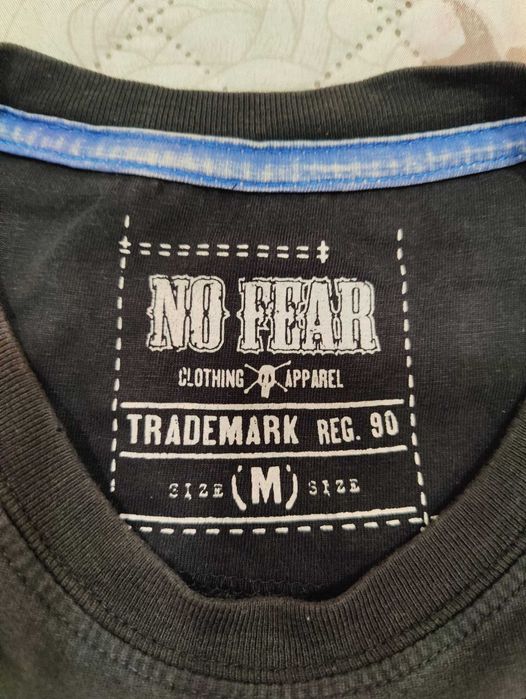 NO FEAR
CLOTHING APPAREL
TRADEMARK REG. 90
SIZE (M) SIZE